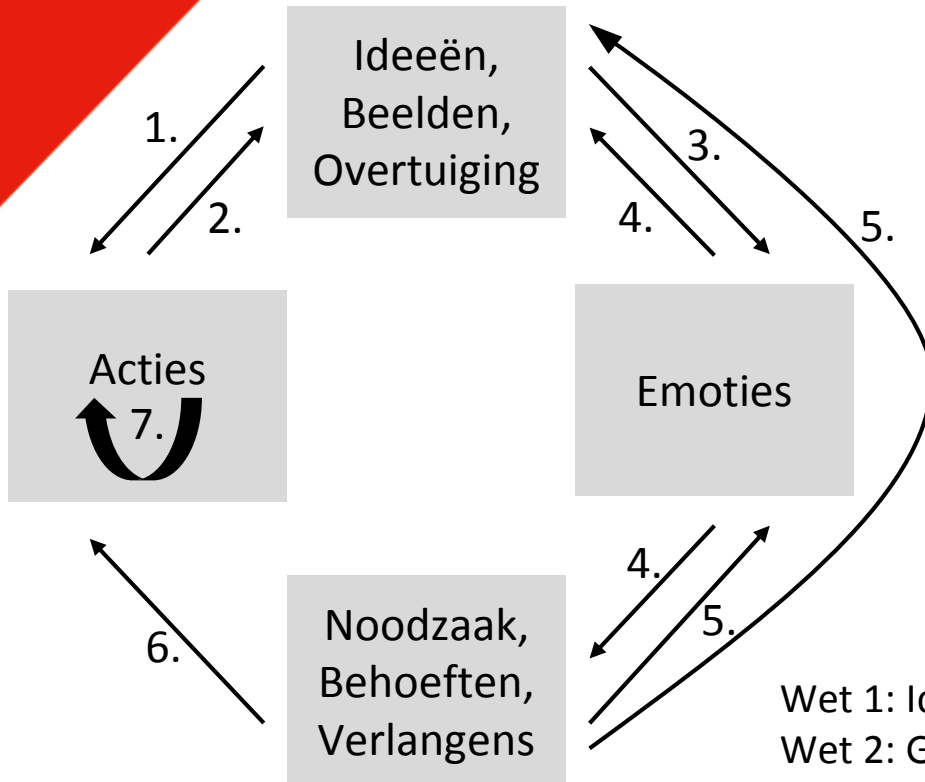 Ideeën,
Beelden,
Overtuiging
1.
2.
3.
4.
5.
Acties
7.
Emoties
4.
5.
6.
Noodzaak,
Behoeften,
Verlangens
Wet 1:
Wet 2: